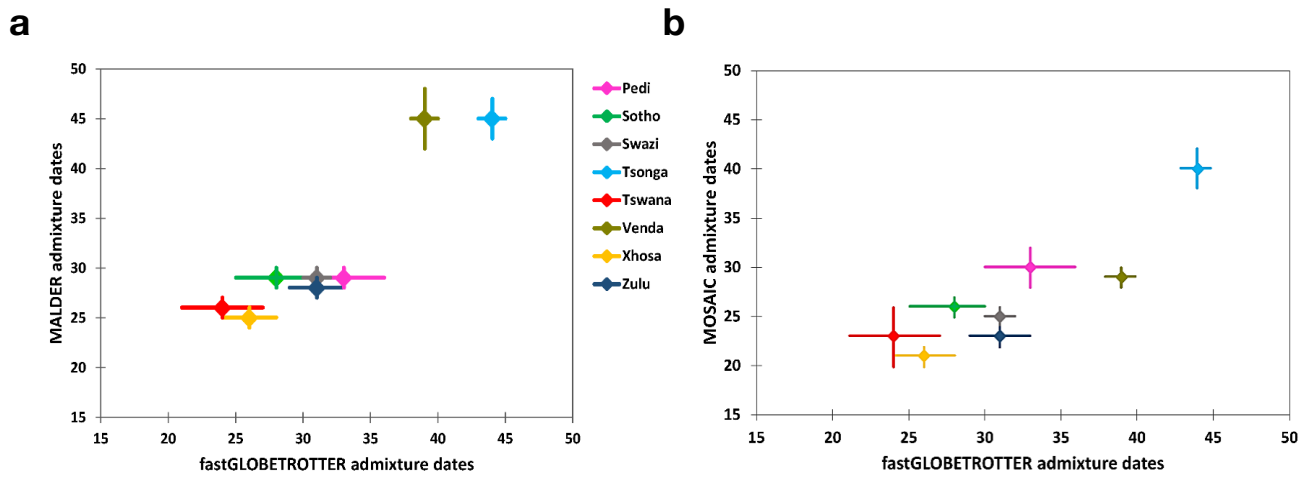 a
50
45
40
35
30
25
20
15
MALDER admixture dates
15 20 25 30 35 40 45 50
fastGLOBETROTTER admixture dates
Pedi
Sotho
Swazi
Tsonga
Tswana
Venda
Xhosa
Zulu
b
50
45
40
35
30
25
20
15
MOSAIC admixture dates
15 20 25 30 35 40 45 50
fastGLOBETROTTER admixture dates